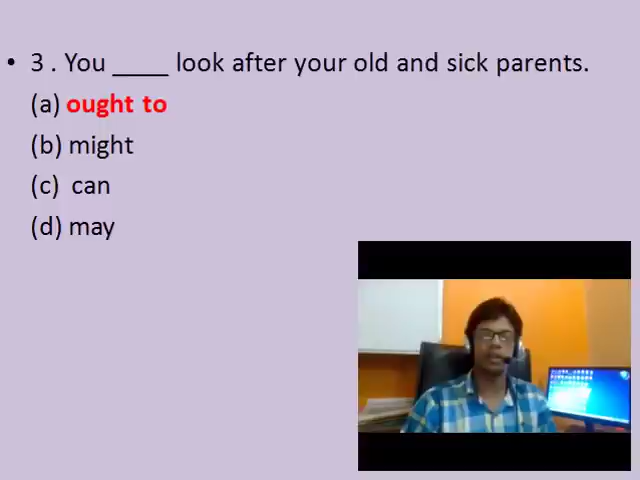 • 3 . You ____ look after your old and sick parents.
(a) ought to
(b) might
(c) can
(d) may